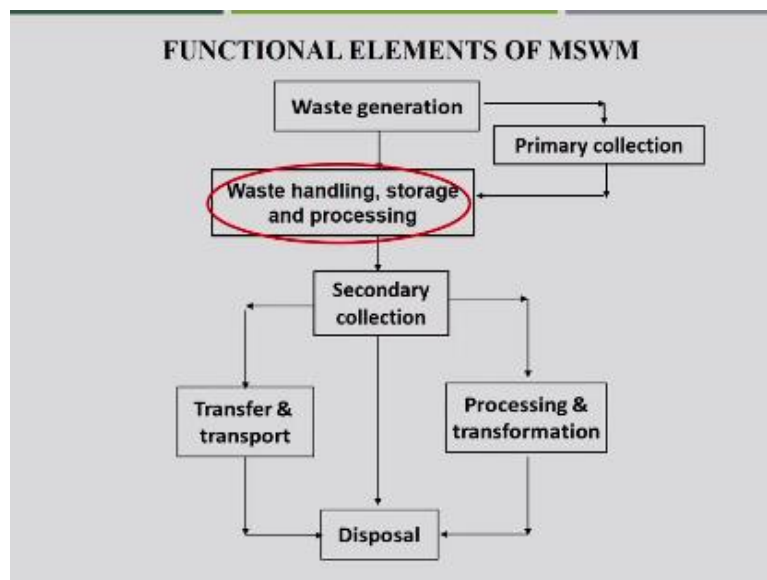 FUNCTIONAL ELEMENTS OF MSWM
Waste generation
Primary collection
Waste handling, storage
and processing
Secondary
collection
Transfer &
transport
Processing &
transformation
Disposal